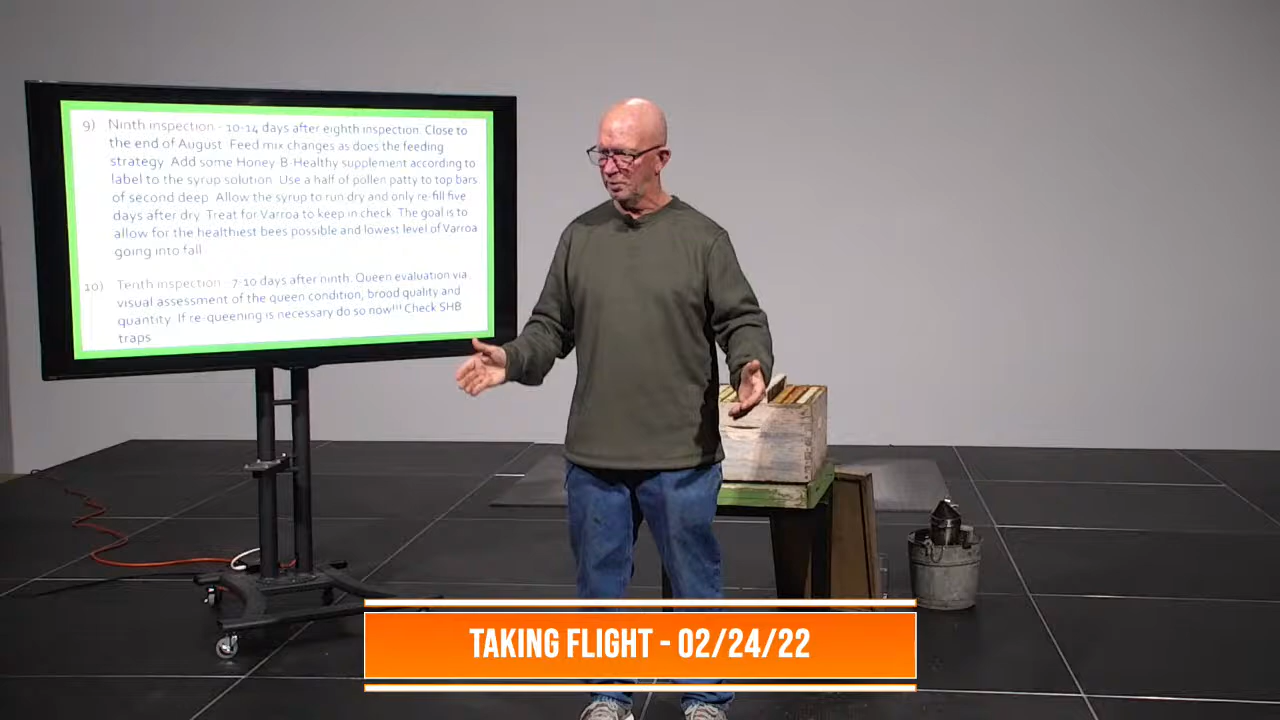 9) Ninth inspection - 10-14 days after eighth inspection. Close to
the end of August. Feed mix changes as does the feeding
strategy. Add some Honey-B-Healthy supplement according to
label to the syrup solution. Use a half of pollen patty to top bars
of second deep. Allow the syrup to run dry and only re-fill five
days after dry. Treat for Varroa to keep in check. The goal is to
allow for the healthiest bees possible and lowest level of Varroa
going into fall.
10) Tenth inspection - 7-10 days after ninth. Queen evaluation via
visual assessment of the queen condition, brood quality and
quantity. If re-queening is necessary do so now!!! Check SHB
traps
TAKING FLIGHT - 02/24/22